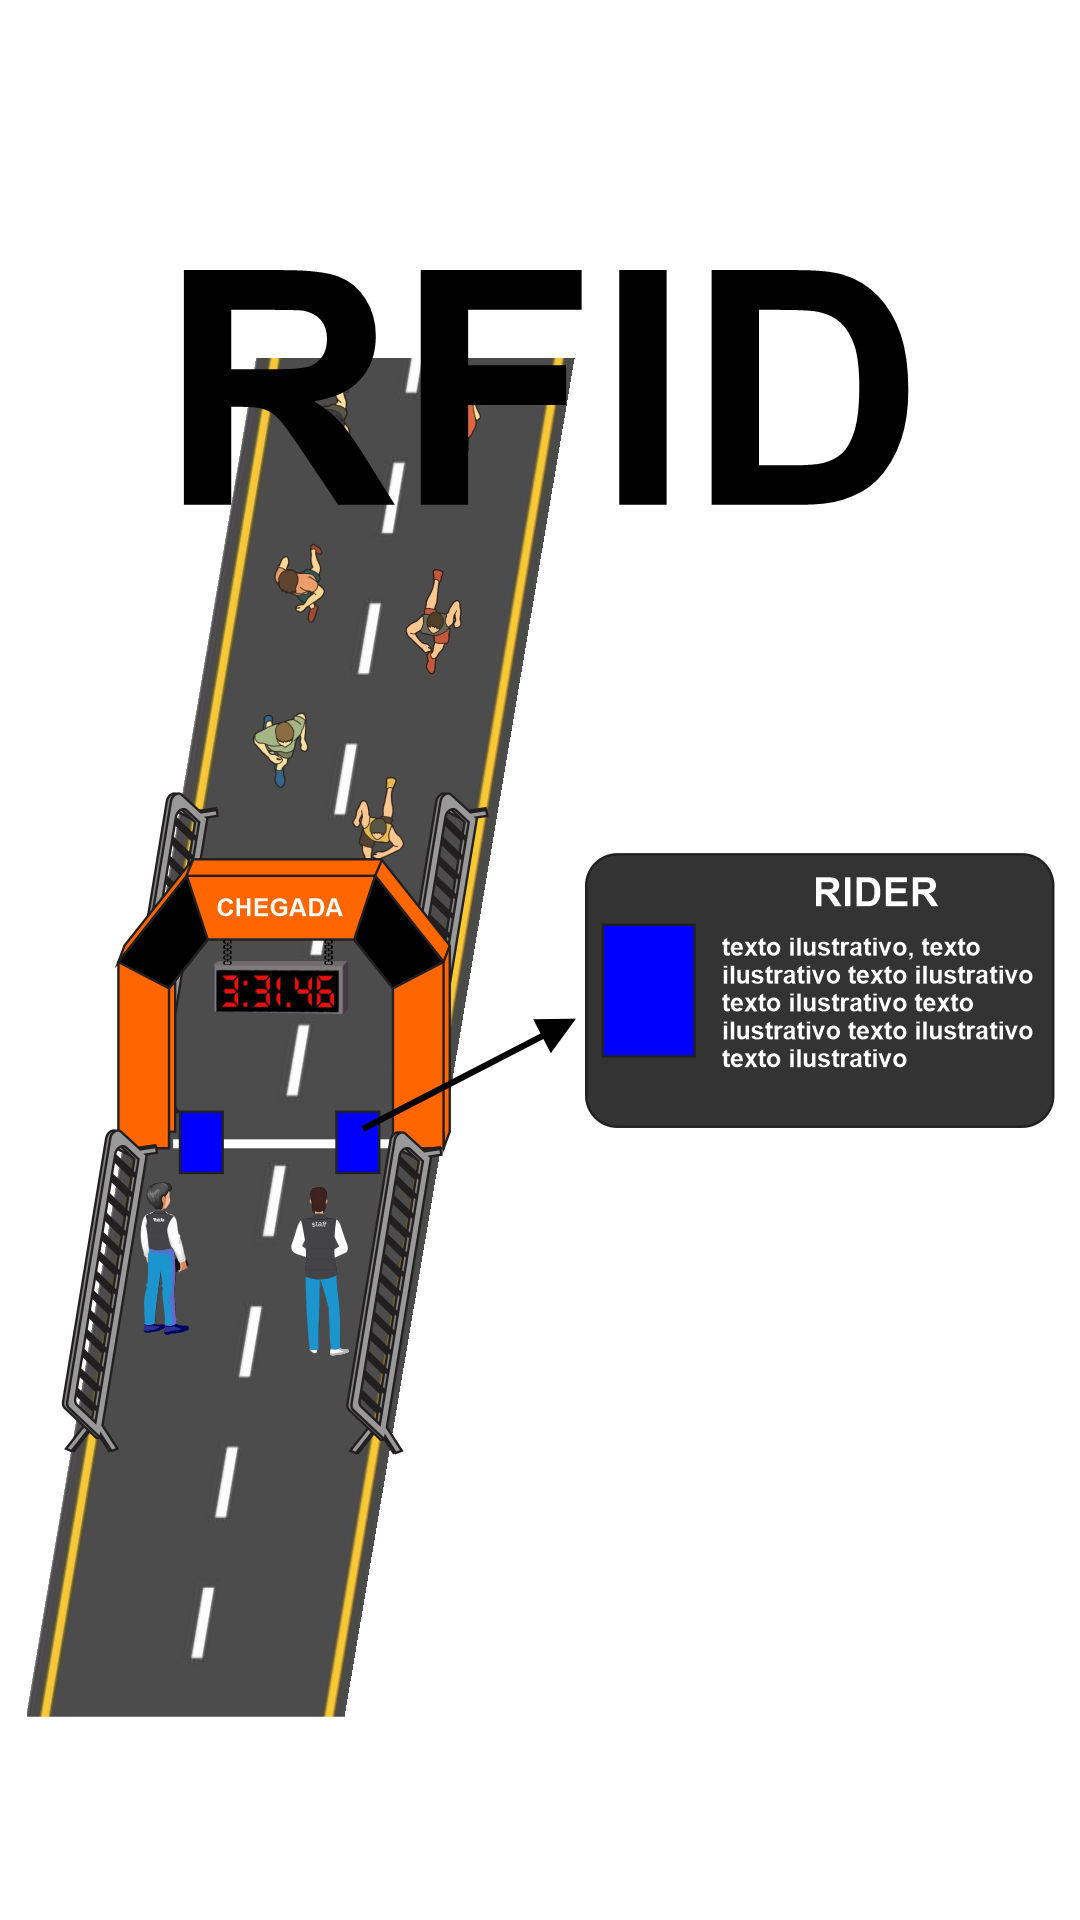 RFID
CHEGADA
3:31.46
RIDER
texto ilustrativo, texto
ilustrativo texto ilustrativo
texto ilustrativo texto
ilustrativo texto ilustrativo
texto ilustrativo
staff